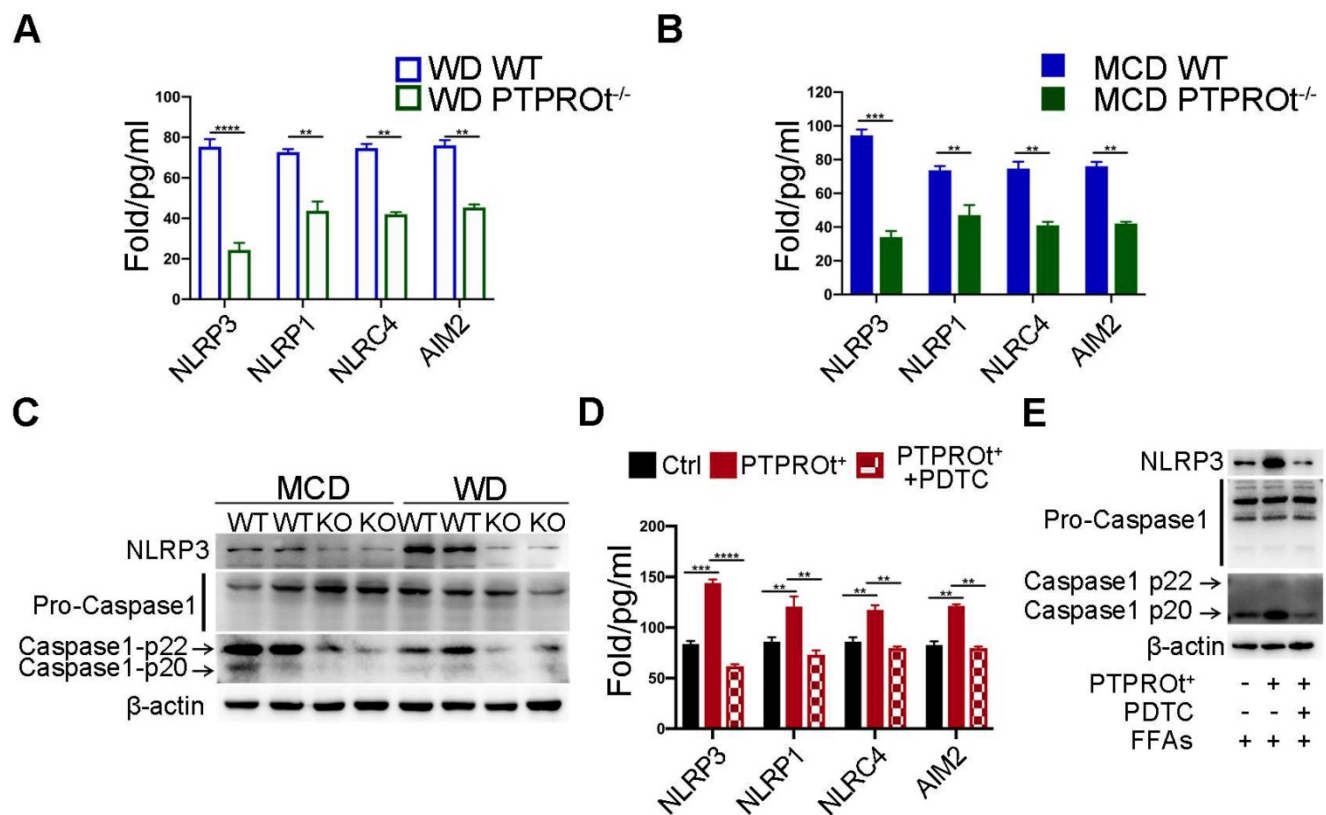 A
WD WT
WD PTPROt-/-
Fold/pg/ml
100
80
60
40
20
0
****
**
**
**
NLRP3
NLRP1
NLRC4
AIM2
B
MCD WT
MCD PTPROt-/-
Fold/pg/ml
120
100
80
60
40
20
0
***
**
**
**
NLRP3
NLRP1
NLRC4
AIM2
C
MCD WD
WT WT KO KO WT WT KO KO
NLRP3
Pro-Caspase1
Caspase1-p22
Caspase1-p20
β-actin
D
Ctrl PTPROt+ PTPROt+
+PDTC
Fold/pg/ml
200
150
100
50
0
*** ****
** **
** **
** **
NLRP3
NLRP1
NLRC4
AIM2
E
NLRP3
Pro-Caspase1
Caspase1 p22
Caspase1 p20
β-actin
PTPROt+ - + +
PDTC - - +
FFAs + + +